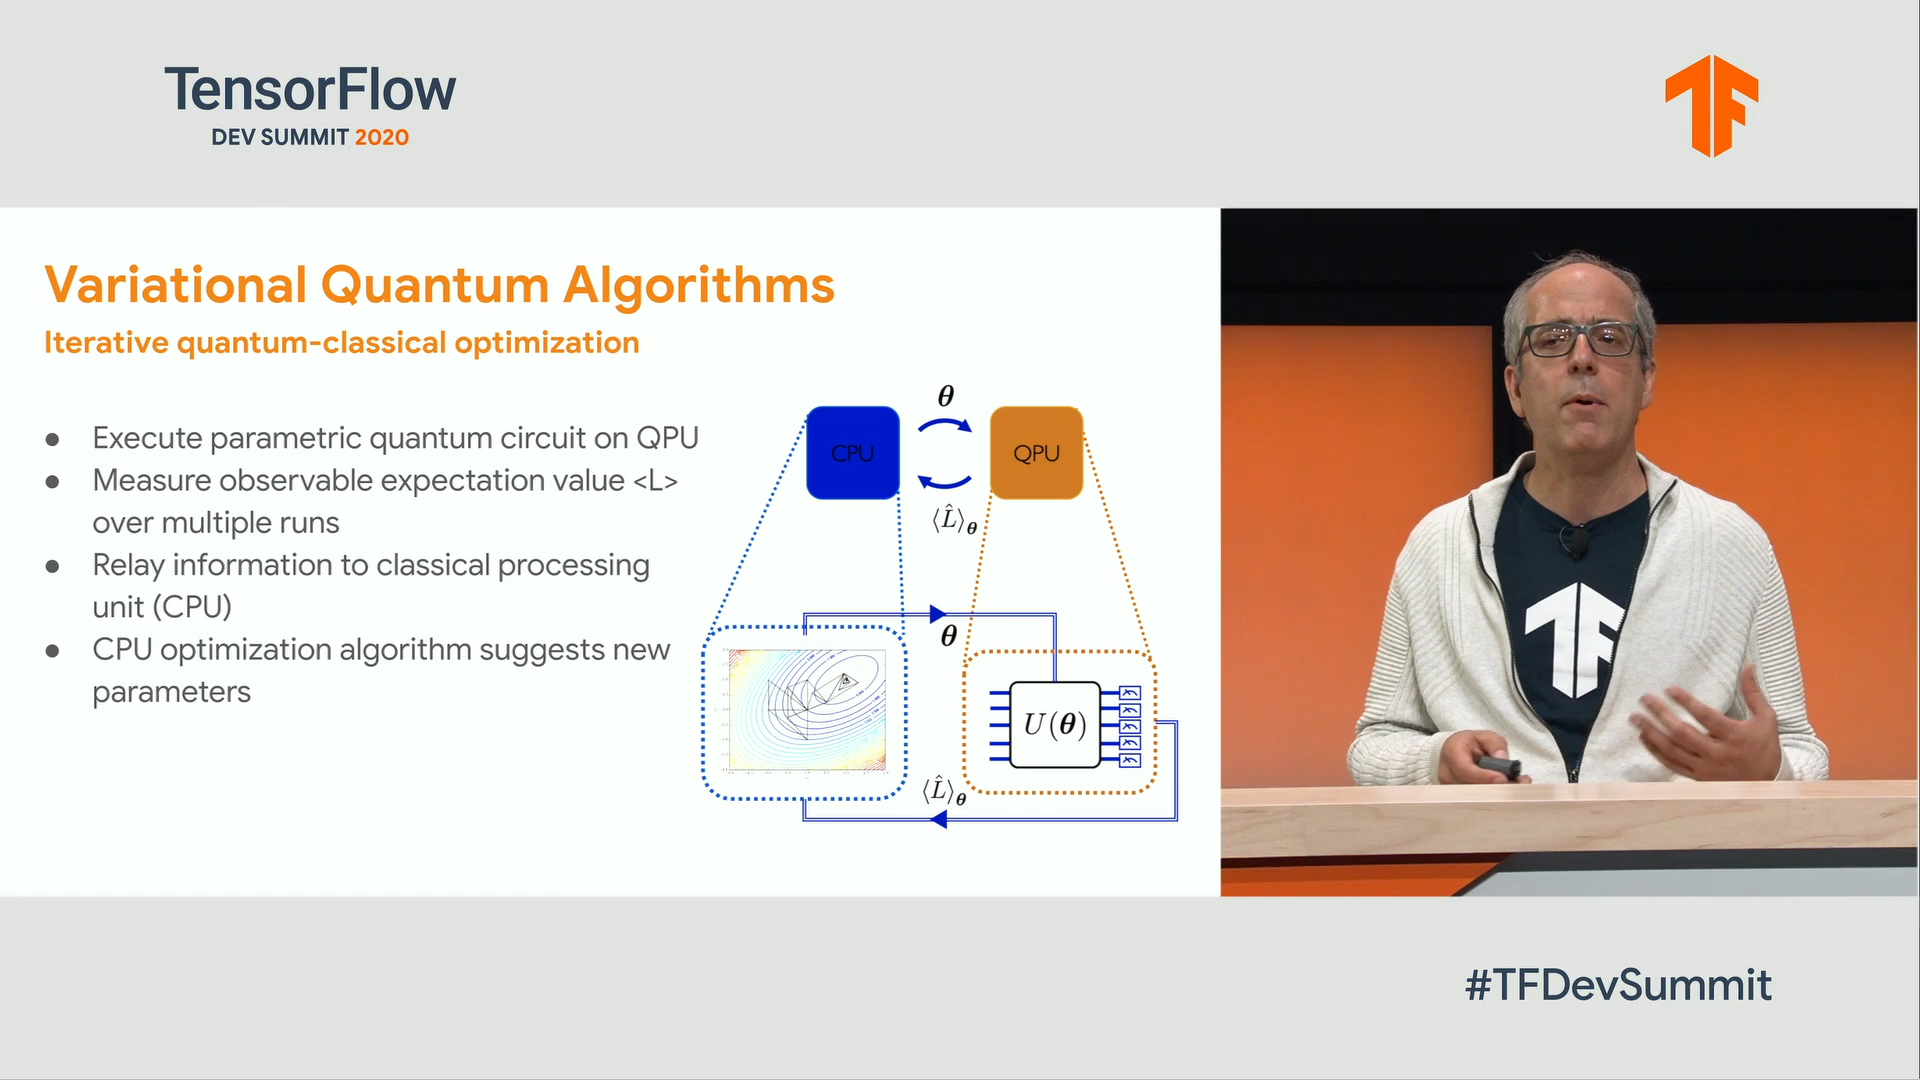 TensorFlow
DEV SUMMIT 2020
Variational Quantum Algorithms
Iterative quantum-classical optimization
● Execute parametric quantum circuit on QPU
● Measure observable expectation value <L>
over multiple runs
● Relay information to classical processing
unit (CPU)
● CPU optimization algorithm suggests new
parameters
θ
CPU
QPU
⟨L̂⟩θ
θ
U(θ)
⟨L̂⟩θ
#TFDevSummit